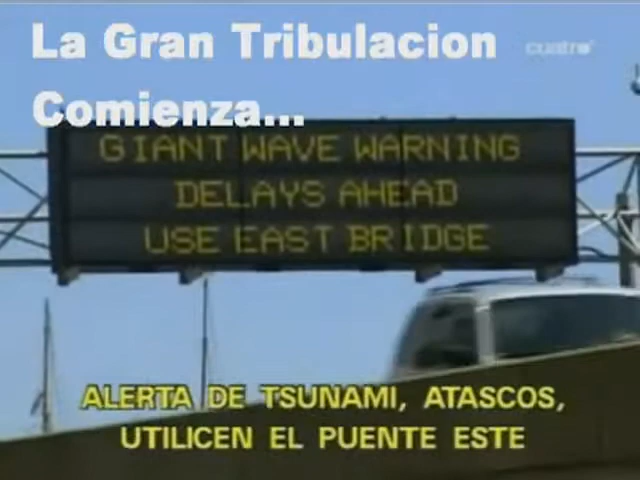 La Gran Tribulacion
cuatro
Comienza...
GIANT WAVE WARNING
DELAYS AHEAD
USE EAST BRIDGE
ALERTA DE TSUNAMI, ATASCOS,
UTILICEN EL PUENTE ESTE